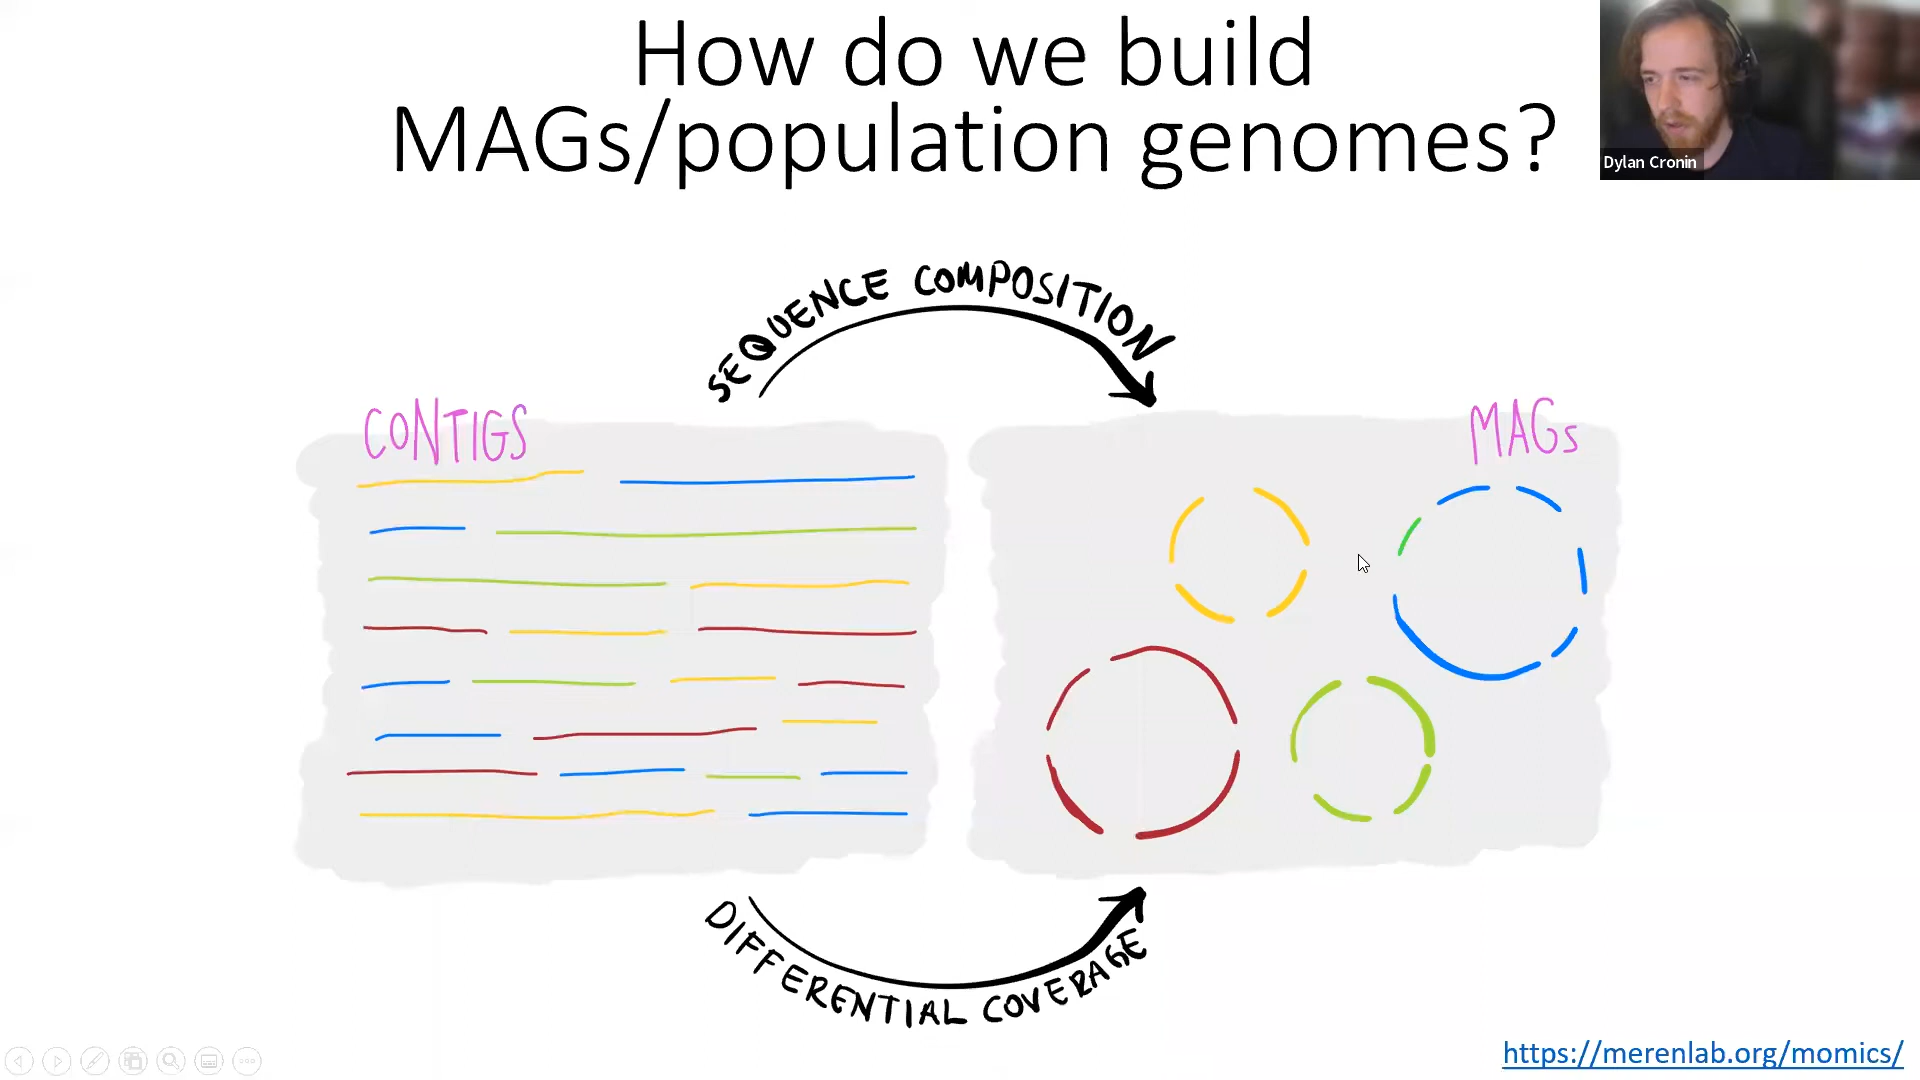 How do we build
MAGs/population genomes?
Dylan Cronin
SEQUENCE COMPOSITION
CONTIGS
MAGs
DIFFERENTIAL COVERAGE
https://merenlab.org/momics/